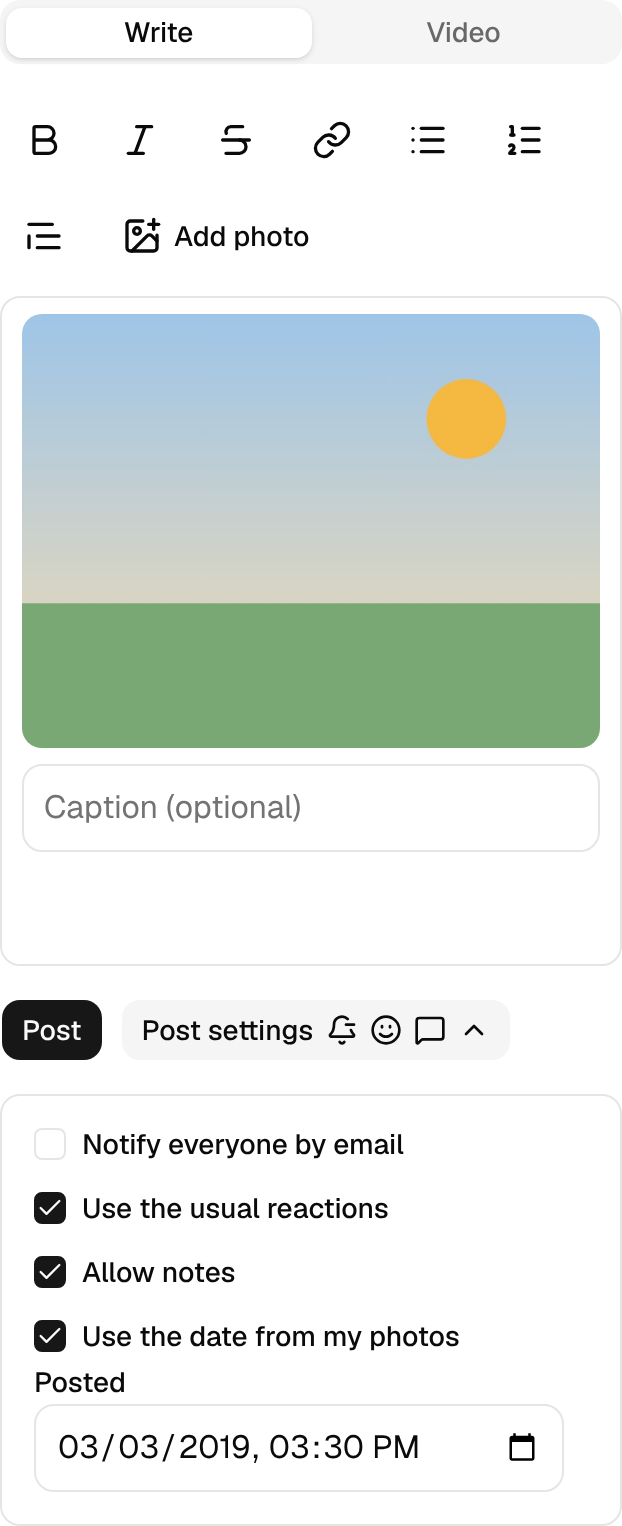 Write
Video
Add photo
Caption (optional)
Post
Post settings
Notify everyone by email
Use the usual reactions
Allow notes
Use the date from my photos
Posted
03/03/2019, 03:30 PM